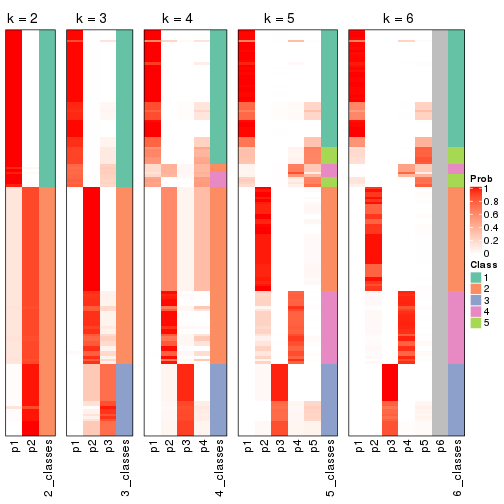 k = 2 k = 3 k = 4 k = 5 k = 6
Prob
1
0.8
0.6
0.4
0.2
0
Class
1
2
3
4
5
p1 p2 2_classes p1 p2 p3 3_classes p1 p2 p3 p4 4_classes p1 p2 p3 p4 p5 5_classes p1 p2 p3 p4 p5 p6 6_classes